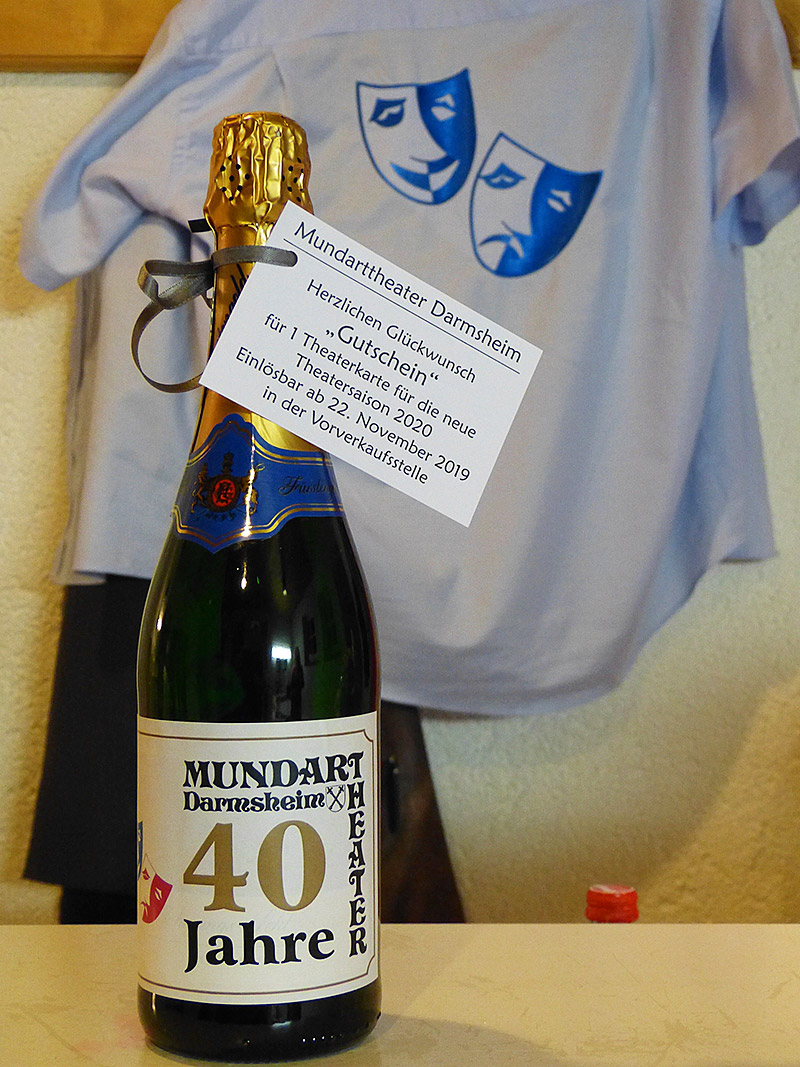 Mundarttheater Darmsheim
Herzlichen Glückwunsch
„Gutschein“
für 1 Theaterkarte für die neue
Theatersaison 2020
Einlösbar ab 22. November 2019
in der Vorverkaufsstelle
MUNDART
THEATER
Darmsheim
40
Jahre